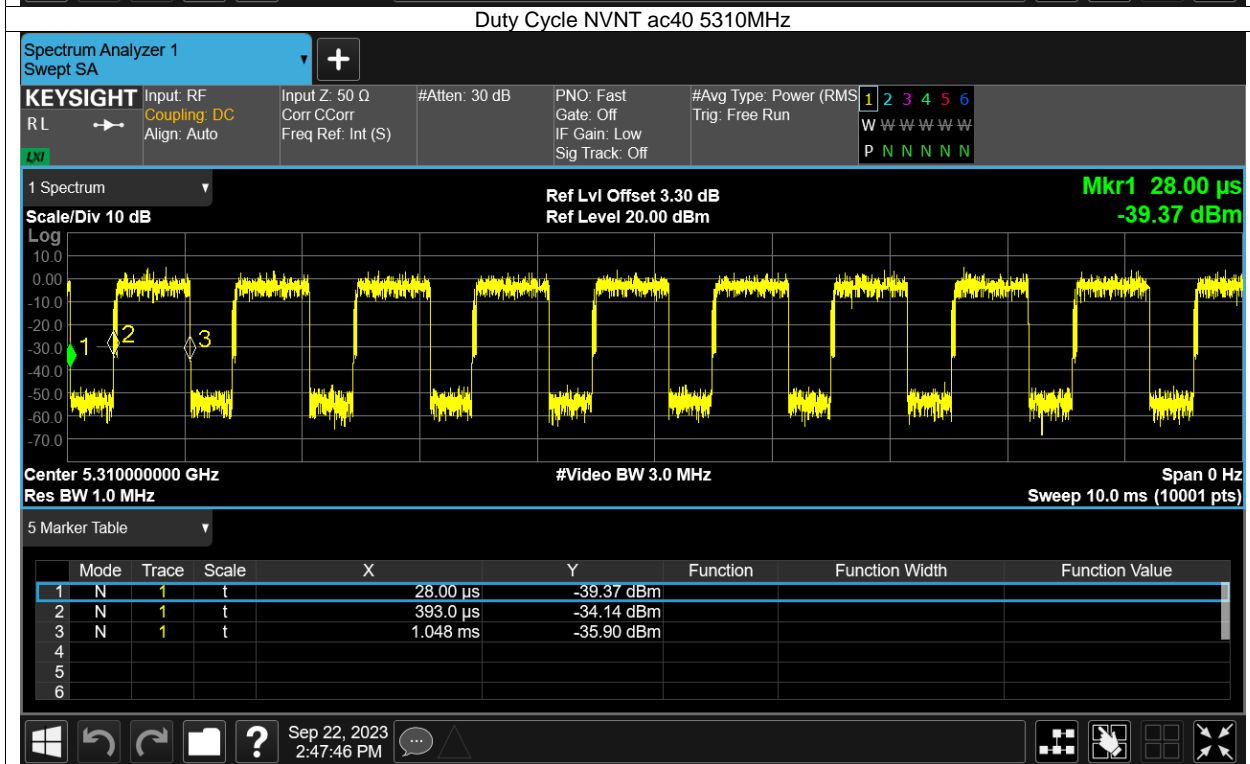 Duty Cycle NVNT ac40 5310MHz
Spectrum Analyzer 1
Swept SA
+
KEYSIGHT
RL
LXI
Input: RF
Coupling: DC
Align: Auto
Input Z: 50 Ω
Corr CCorr
Freq Ref: Int (S)
#Atten: 30 dB
PNO: Fast
Gate: Off
IF Gain: Low
Sig Track: Off
#Avg Type: Power (RMS
Trig: Free Run
1 2 3 4 5 6
W W W W W W
P N N N N N
1 Spectrum
Scale/Div 10 dB
Ref Lvl Offset 3.30 dB
Ref Level 20.00 dBm
Mkr1 28.00 µs
-39.37 dBm
Log
10.0
0.00
-10.0
-20.0
-30.0
-40.0
-50.0
-60.0
-70.0
1
2
3
Center 5.310000000 GHz
Res BW 1.0 MHz
#Video BW 3.0 MHz
Span 0 Hz
Sweep 10.0 ms (10001 pts)
5 Marker Table
Mode Trace Scale X Y Function Function Width Function Value
1 N 1 t 28.00 µs -39.37 dBm
2 N 1 t 393.0 µs -34.14 dBm
3 N 1 t 1.048 ms -35.90 dBm
4
5
6
?
Sep 22, 2023
2:47:46 PM